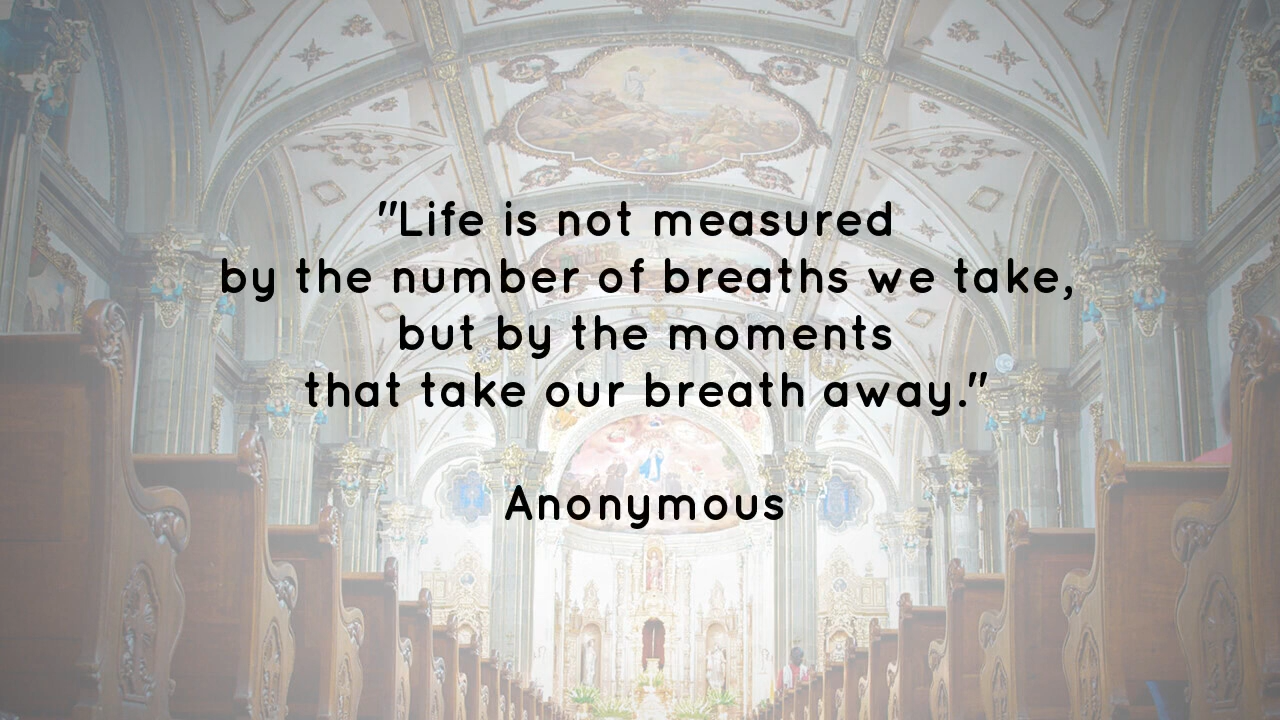 "Life is not measured
by the number of breaths we take,
but by the moments
that take our breath away."
Anonymous